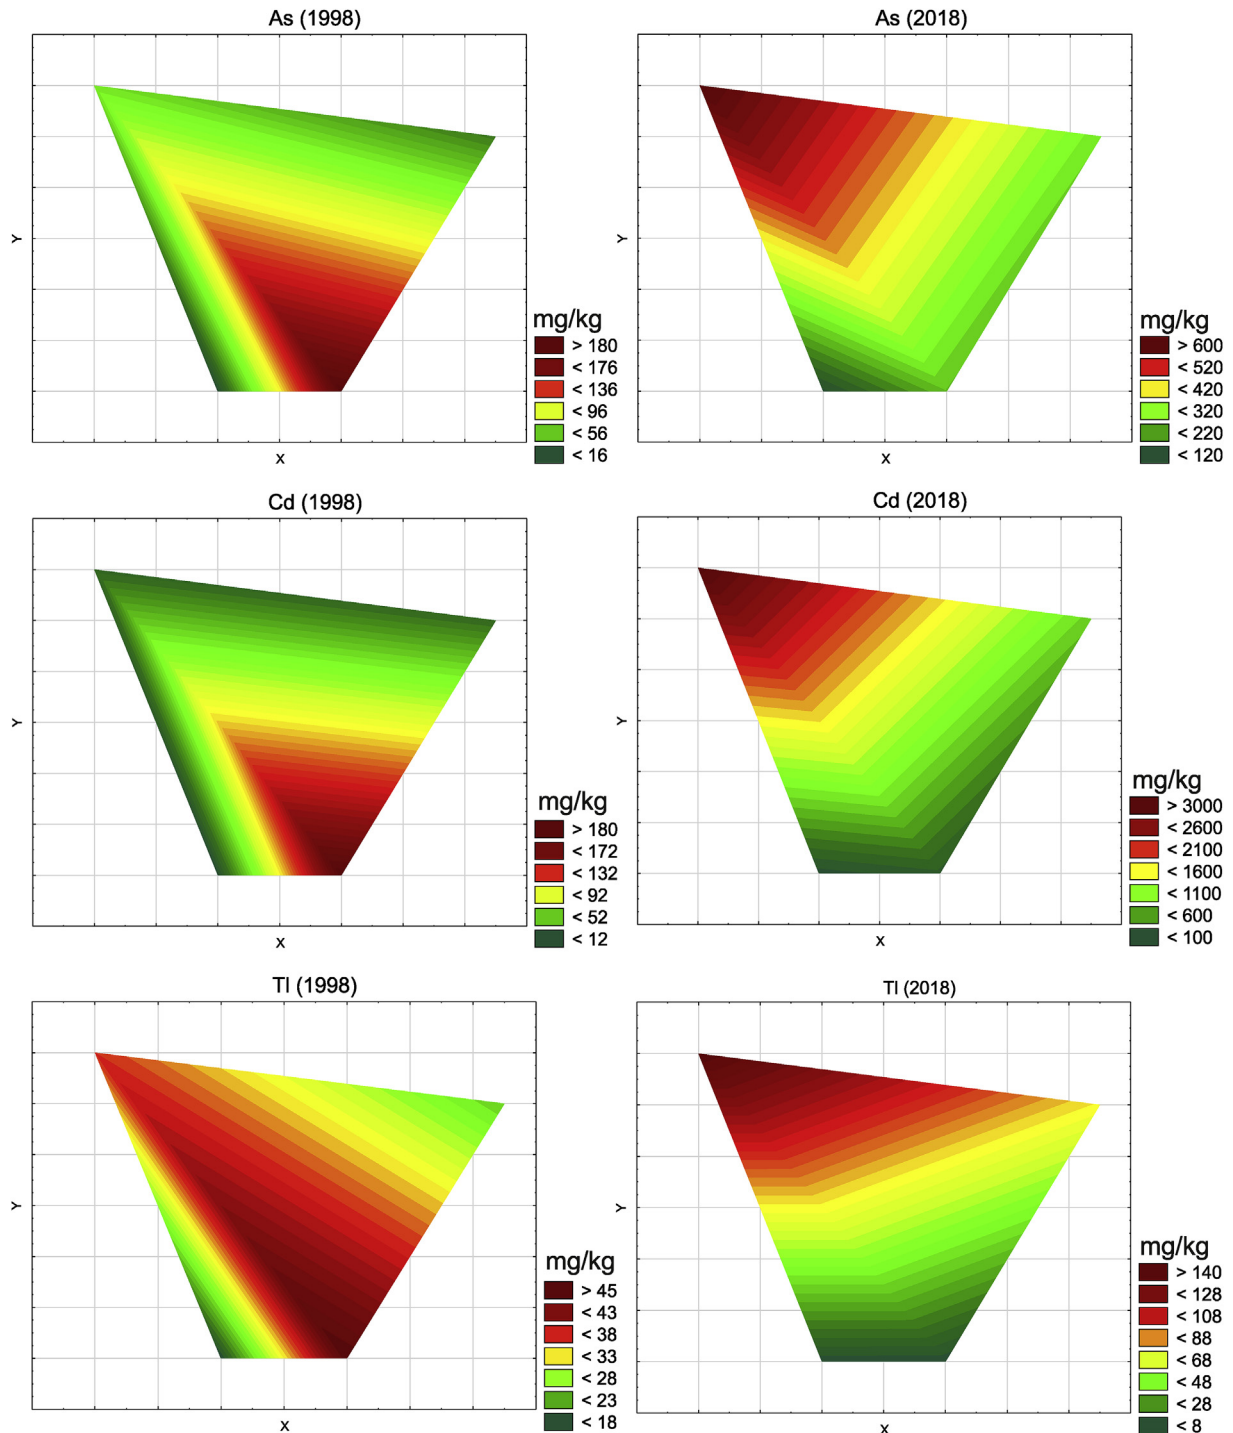 As (1998)
Y
X
mg/kg
> 180
< 176
< 136
< 96
< 56
< 16
As (2018)
Y
X
mg/kg
> 600
< 520
< 420
< 320
< 220
< 120
Cd (1998)
Y
X
mg/kg
> 180
< 172
< 132
< 92
< 52
< 12
Cd (2018)
Y
X
mg/kg
> 3000
< 2600
< 2100
< 1600
< 1100
< 600
< 100
Tl (1998)
Y
X
mg/kg
> 45
< 43
< 38
< 33
< 28
< 23
< 18
Tl (2018)
Y
X
mg/kg
> 140
< 128
< 108
< 88
< 68
< 48
< 28
< 8